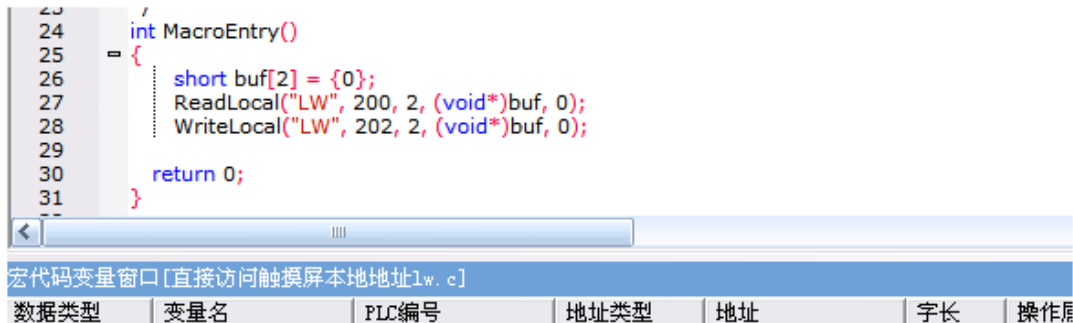 24 int MacroEntry()
25 {
26 short buf[2] = {0};
27 ReadLocal("LW", 200, 2, (void*)buf, 0);
28 WriteLocal("LW", 202, 2, (void*)buf, 0);
29
30 return 0;
31 }
宏代码变量窗口[直接访问触摸屏本地地址lw.c]
数据类型 变量名 PLC编号 地址类型 地址 字长